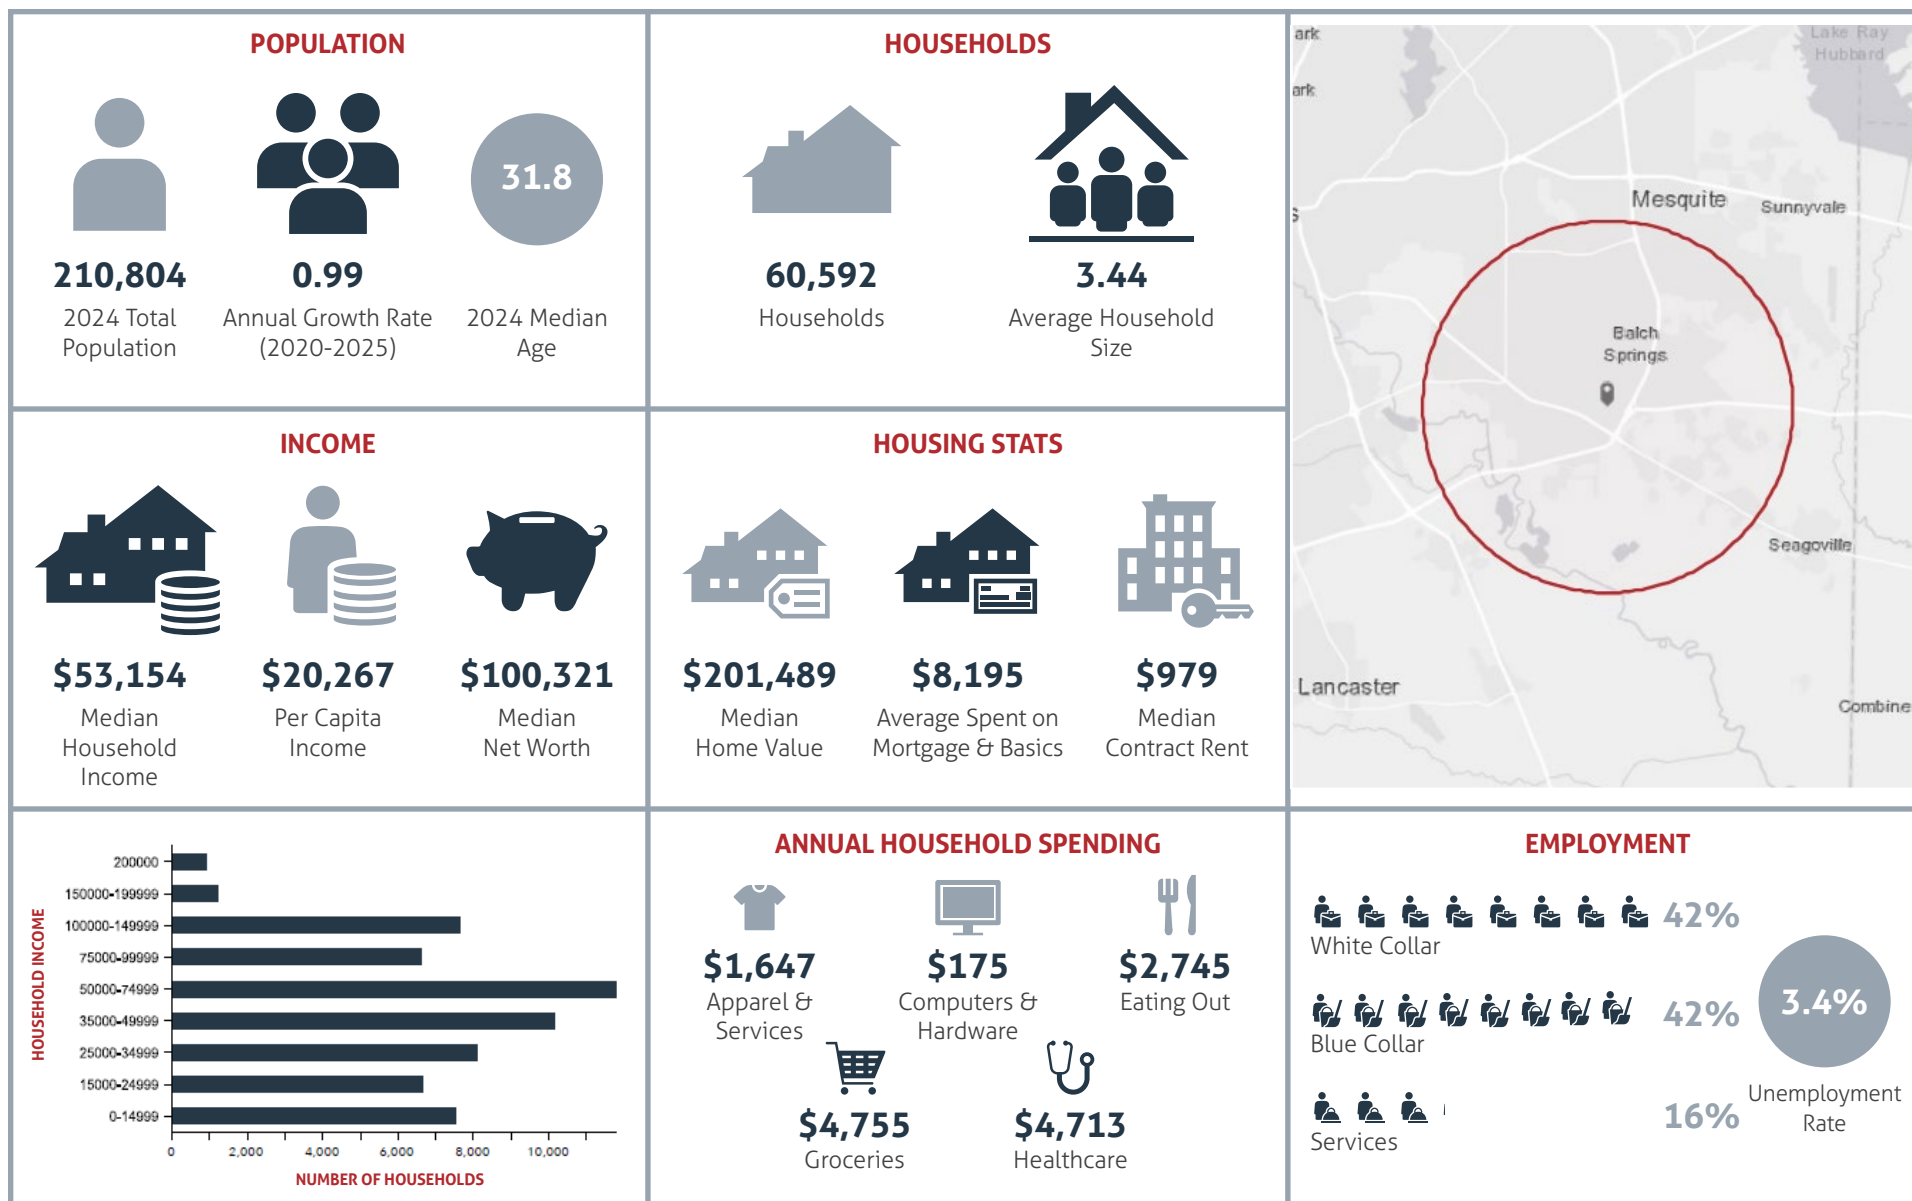 POPULATION
31.8
210,804
0.99
2024 Total
Population
Annual Growth Rate
(2020-2025)
2024 Median
Age
HOUSEHOLDS
60,592
Households
3.44
Average Household
Size
ark
ark
Lake Ray
Hubbard
Mesquite
Sunnyvale
s
Balch
Springs
Seagoville
Lancaster
Combine
INCOME
$53,154
Median
Household
Income
$20,267
Per Capita
Income
$100,321
Median
Net Worth
HOUSING STATS
$201,489
Median
Home Value
$8,195
Average Spent on
Mortgage & Basics
$979
Median
Contract Rent
HOUSEHOLD INCOME
200000
150000-199999
100000-149999
75000-99999
50000-74999
35000-49999
25000-34999
15000-24999
0-14999
0 2,000 4,000 6,000 8,000 10,000
NUMBER OF HOUSEHOLDS
ANNUAL HOUSEHOLD SPENDING
$1,647
Apparel &
Services
$175
Computers &
Hardware
$2,745
Eating Out
$4,755
Groceries
$4,713
Healthcare
EMPLOYMENT
42%
White Collar
42%
Blue Collar
16%
Services
3.4%
Unemployment
Rate